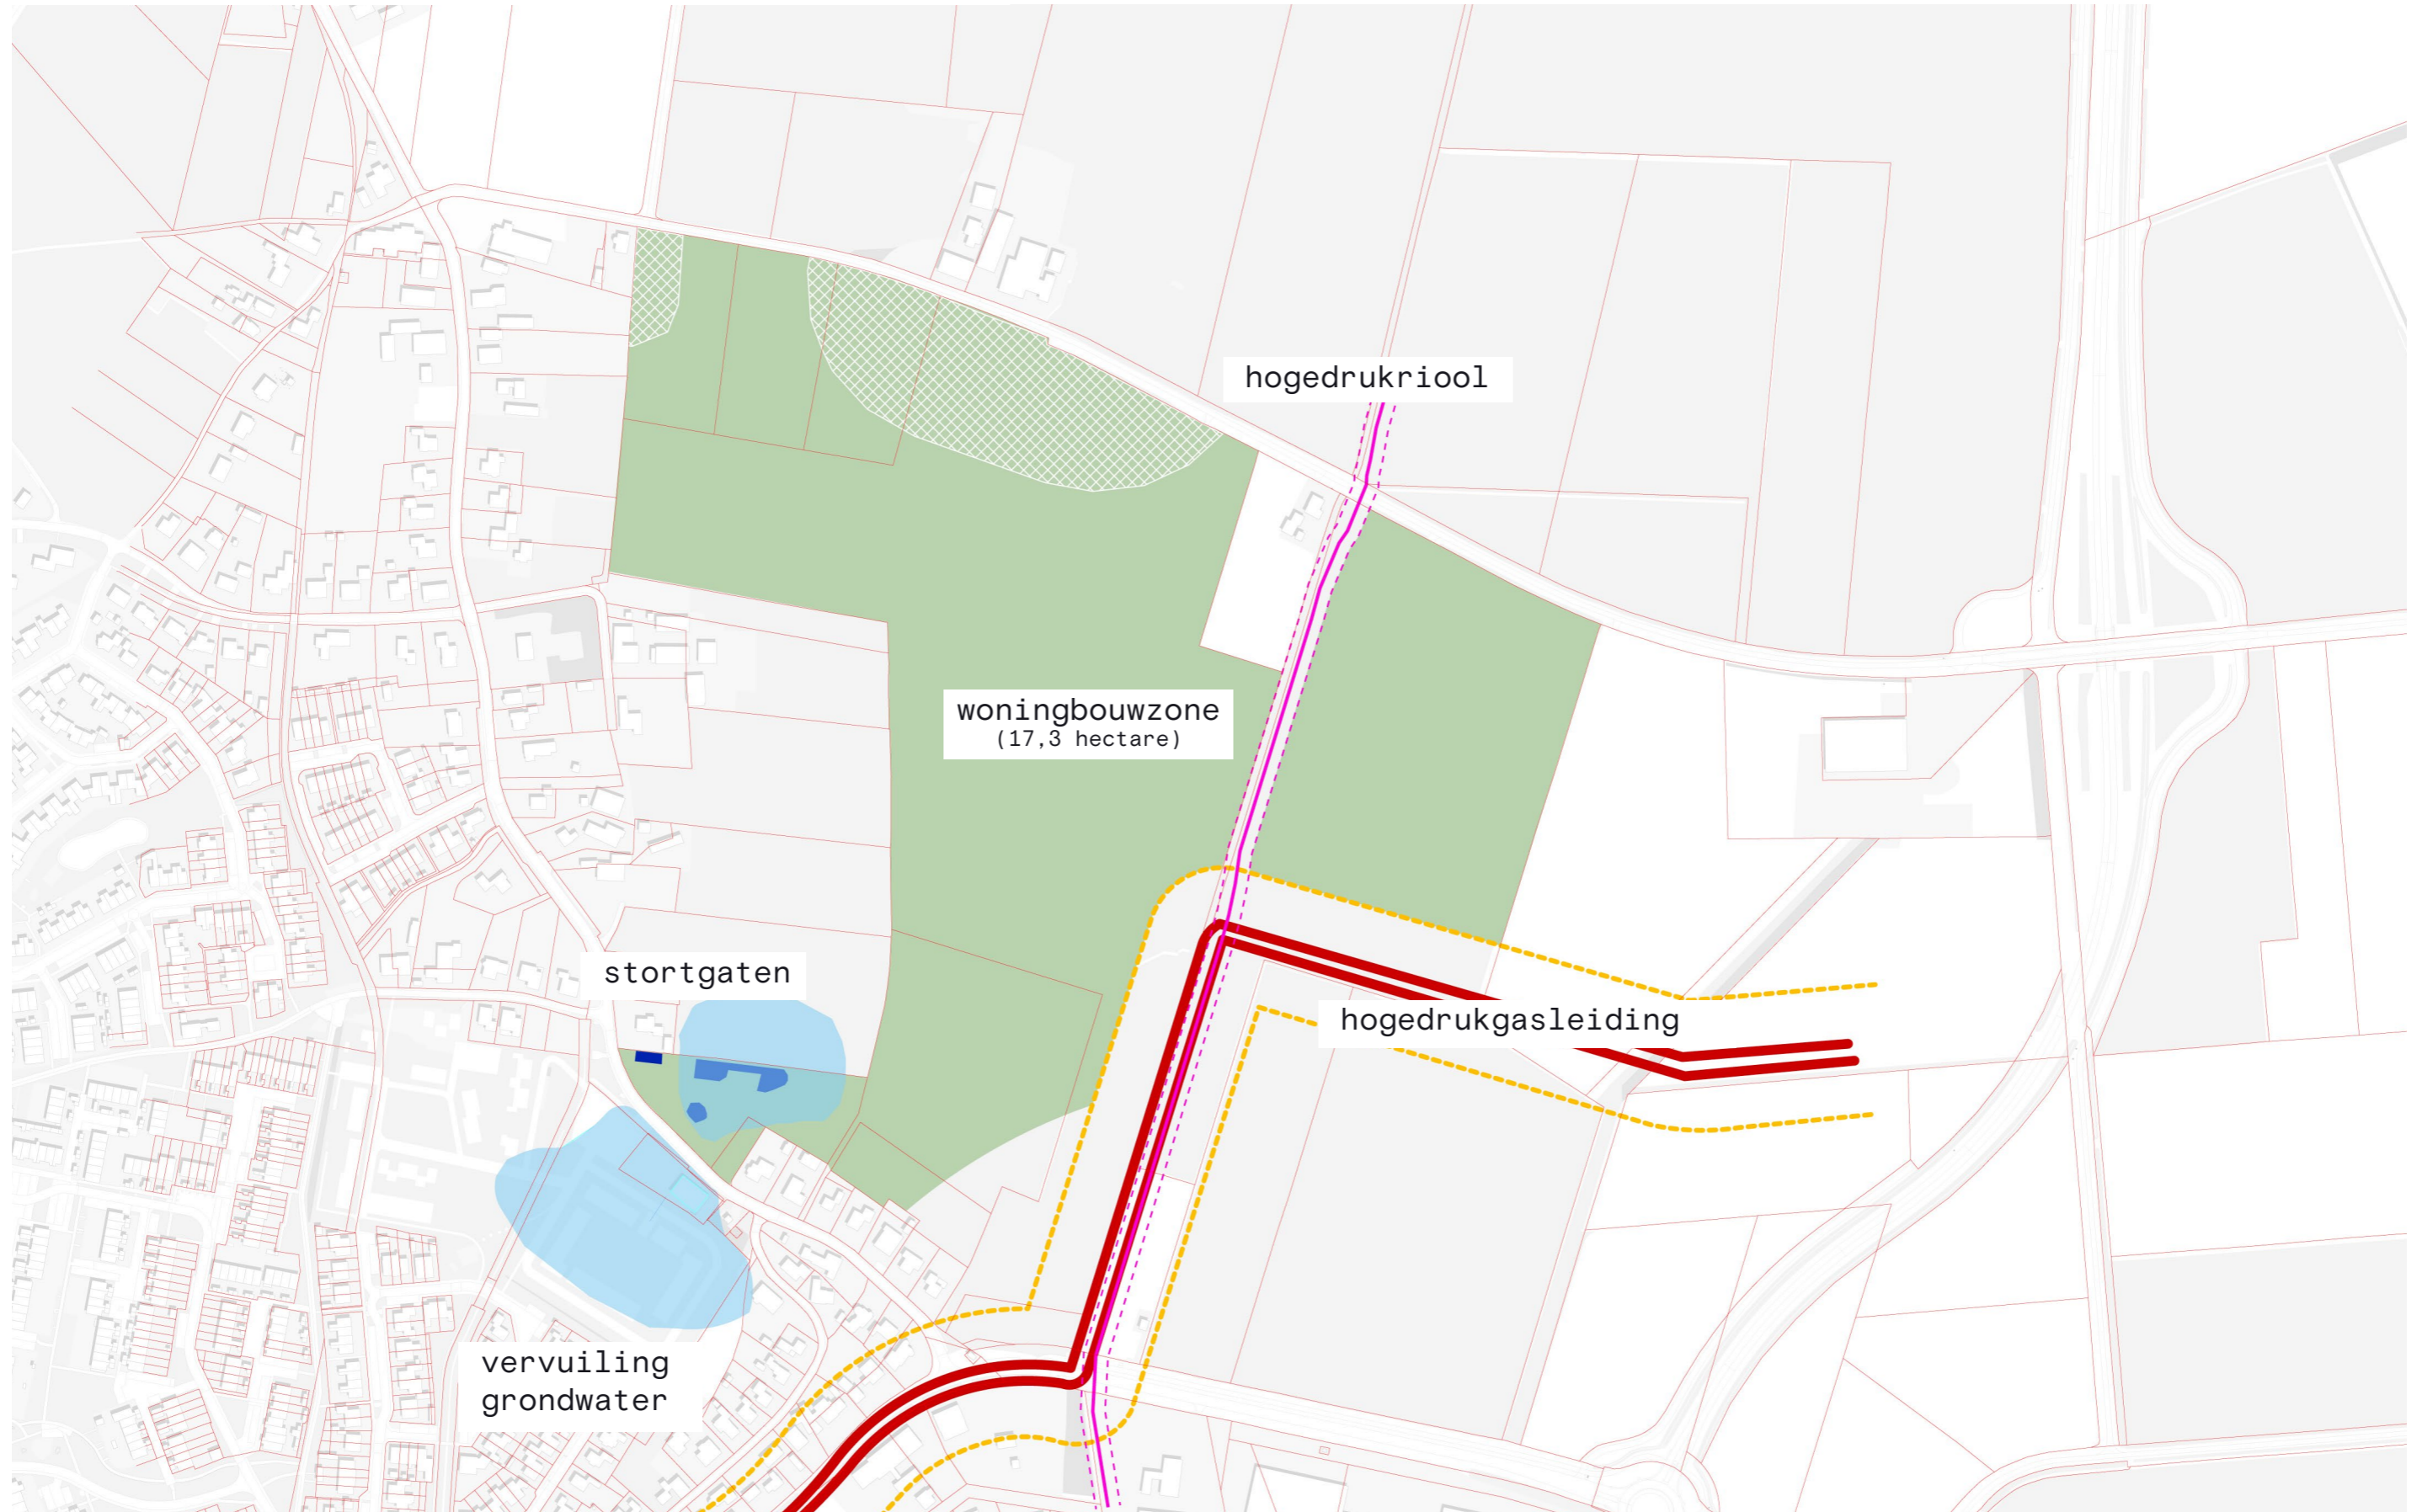 hogedrukriool
woningbouwzone
(17,3 hectare)
stortgaten
hogedrukgasleiding
vervuiling
grondwater